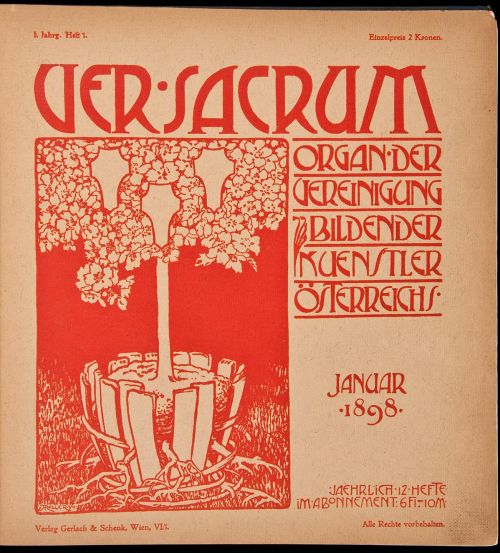 I. Jahrg. Heft 1.
Einzelpreis 2 Kronen.
VER·SACRUM
ORGAN·DER
VEREINIGUNG
BILDENDER
KUENSTLER
ÖSTERREICHS·
JANUAR
·1898·
·JAEHRLICH·12·HEFTE
IM·ABONNEMENT:6Fl=10M·
Verlag Gerlach & Schenk, Wien, VI/1.
Alle Rechte vorbehalten.